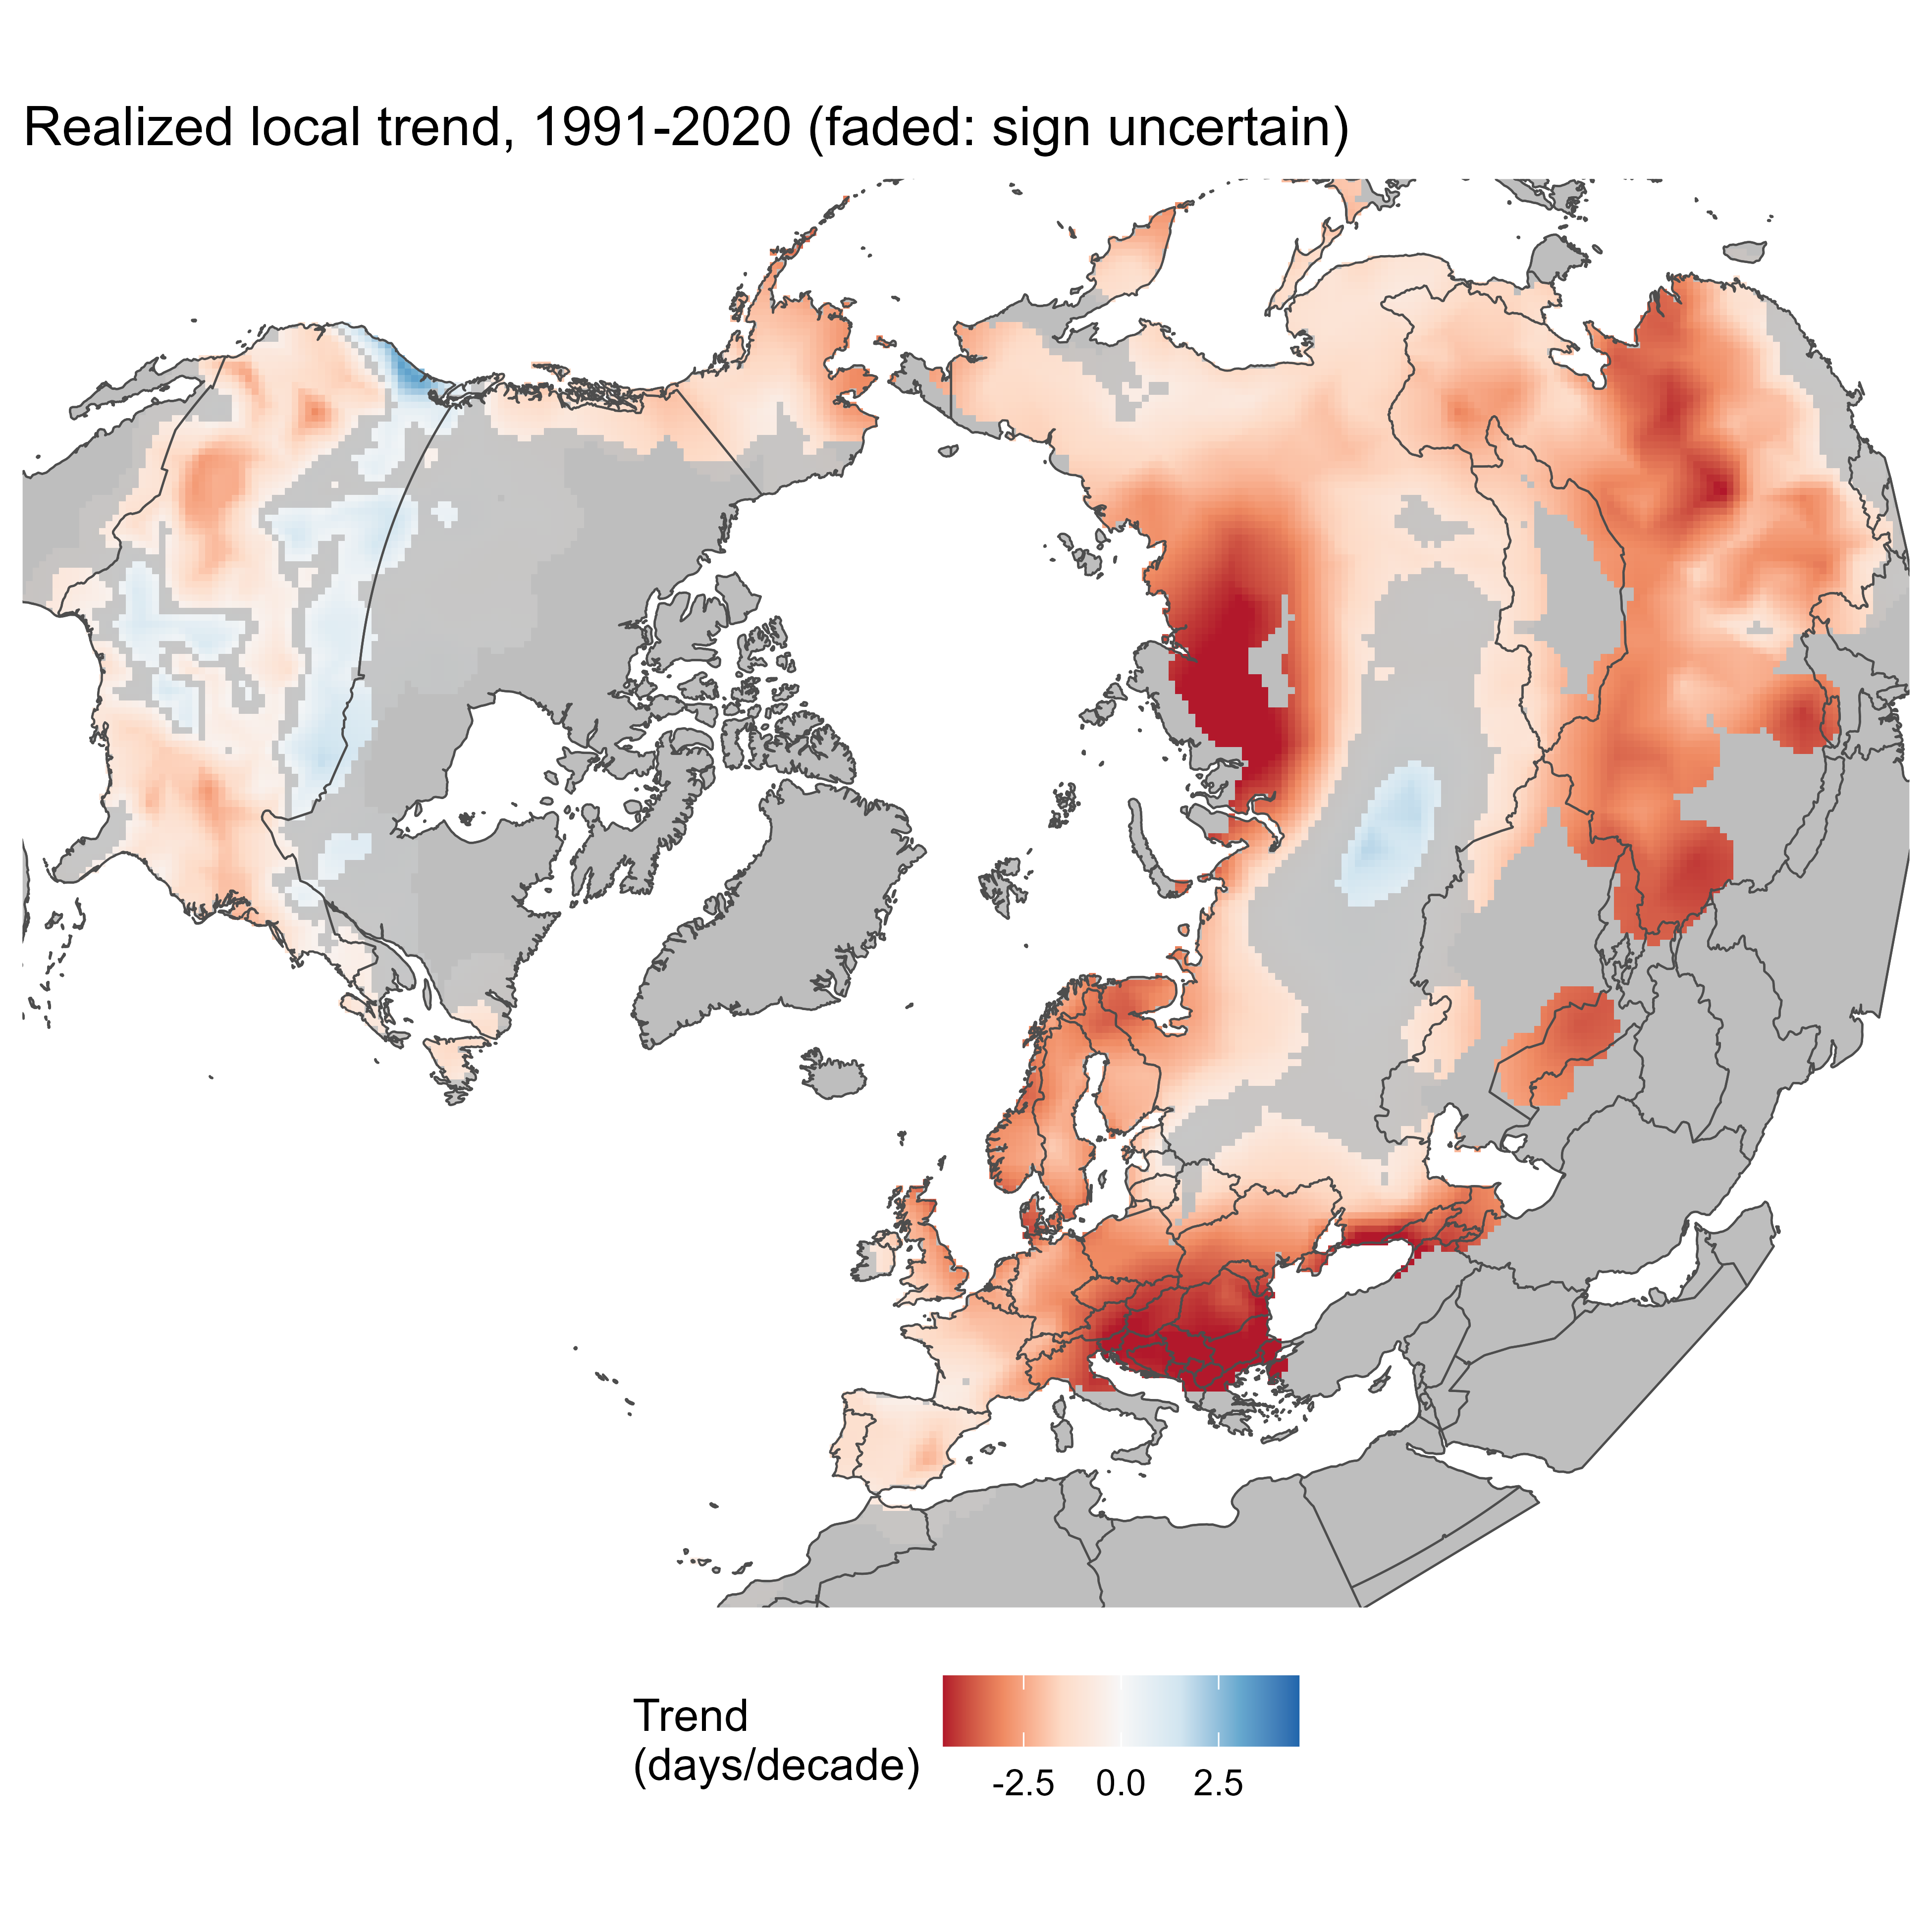 Realized local trend, 1991-2020 (faded: sign uncertain)
Trend
(days/decade)
-2.5 0.0 2.5